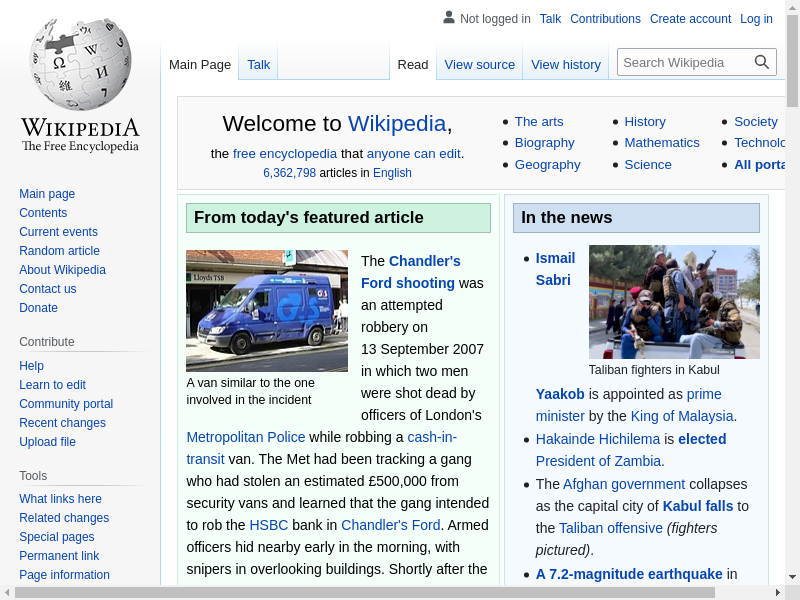 Not logged in Talk Contributions Create account Log in
Main Page Talk Read View source View history Search Wikipedia
WIKIPEDIA
The Free Encyclopedia
Main page
Contents
Current events
Random article
About Wikipedia
Contact us
Donate
Contribute
Help
Learn to edit
Community portal
Recent changes
Upload file
Tools
What links here
Related changes
Special pages
Permanent link
Page information
Welcome to Wikipedia,
the free encyclopedia that anyone can edit.
6,362,798 articles in English
The arts
Biography
Geography
History
Mathematics
Science
Society
Technolo
All porta
From today's featured article
Lloyds TSB
G4S
A van similar to the one
involved in the incident
The Chandler's
Ford shooting was
an attempted
robbery on
13 September 2007
in which two men
were shot dead by
officers of London's
Metropolitan Police while robbing a cash-in-
transit van. The Met had been tracking a gang
who had stolen an estimated £500,000 from
security vans and learned that the gang intended
to rob the HSBC bank in Chandler's Ford. Armed
officers hid nearby early in the morning, with
snipers in overlooking buildings. Shortly after the
In the news
Taliban fighters in Kabul
Ismail
Sabri
Yaakob is appointed as prime
minister by the King of Malaysia.
Hakainde Hichilema is elected
President of Zambia.
The Afghan government collapses
as the capital city of Kabul falls to
the Taliban offensive (fighters
pictured).
A 7.2-magnitude earthquake in